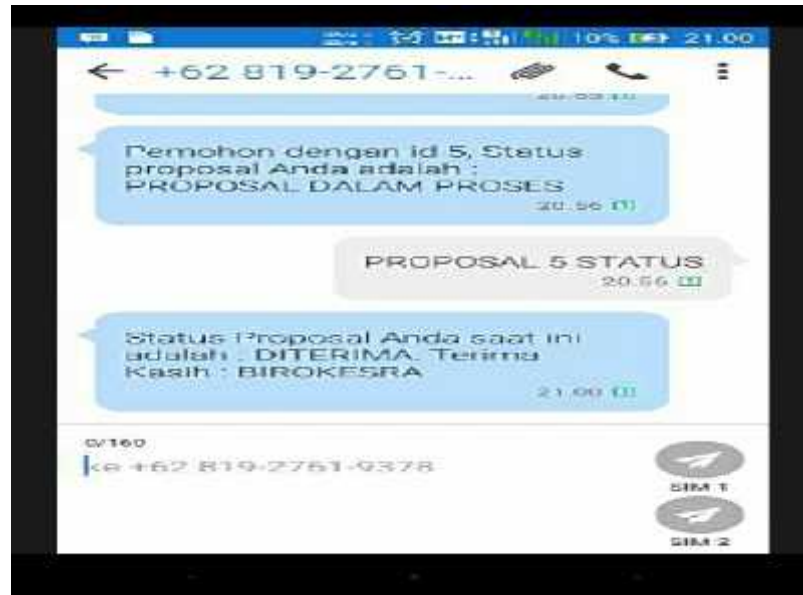 10% 21.00
+62 819-2761-...
Pemohon dengan id 5, Status
proposal Anda adalah :
PROPOSAL DALAM PROSES
20.56
PROPOSAL 5 STATUS
20.56
Status Proposal Anda saat ini
adalah : DITERIMA. Terima
Kasih : BIROKESRA
21.00
0/160
ke +62 819-2761-9378
SIM 1
SIM 2